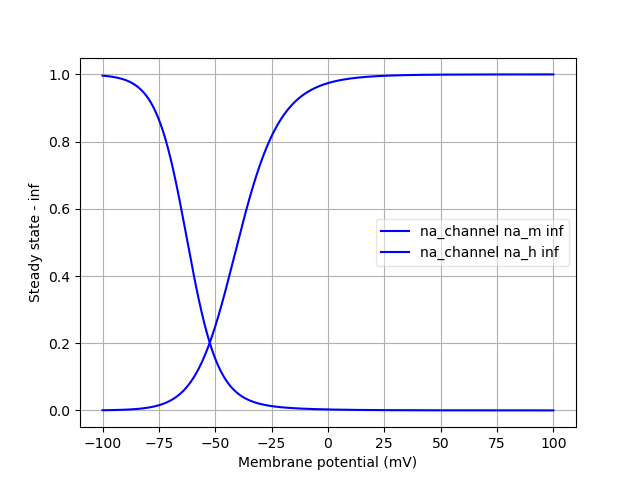 1.0
0.8
0.6
0.4
0.2
0.0
Steady state - inf
na_channel na_m inf
na_channel na_h inf
−100 −75 −50 −25 0 25 50 75 100
Membrane potential (mV)